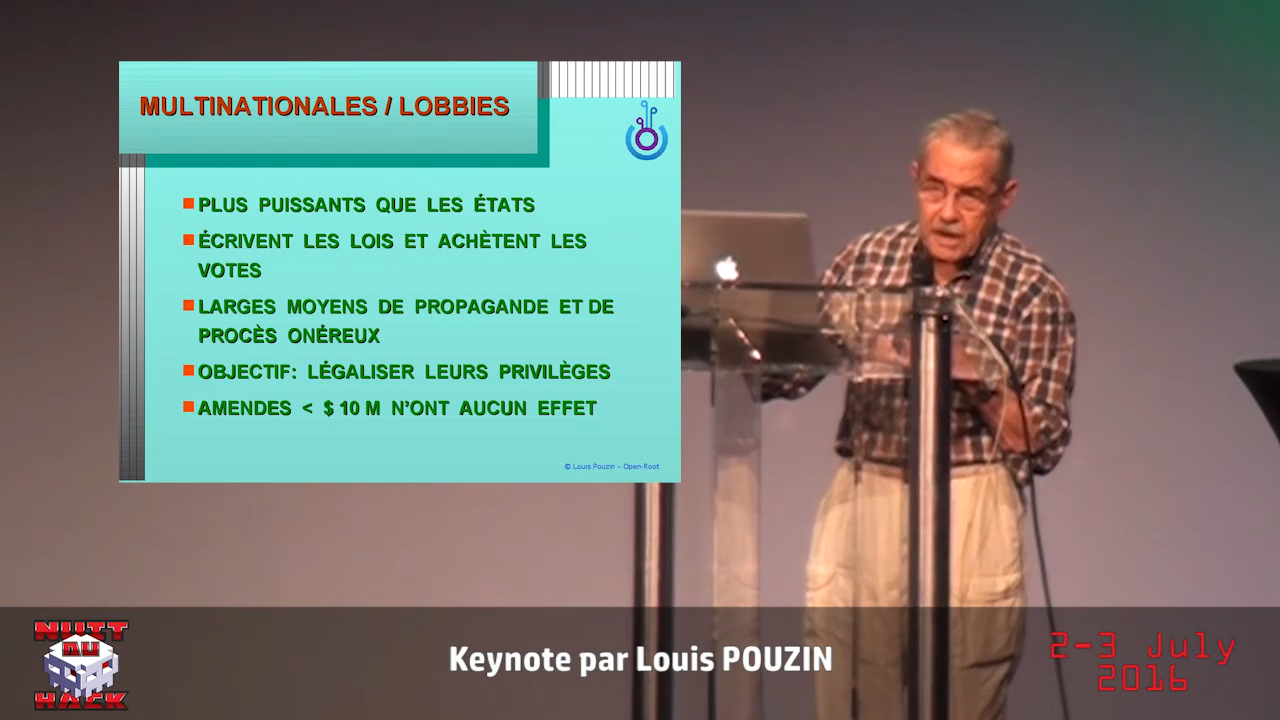 MULTINATIONALES / LOBBIES
PLUS PUISSANTS QUE LES ÉTATS
ÉCRIVENT LES LOIS ET ACHÈTENT LES
VOTES
LARGES MOYENS DE PROPAGANDE ET DE
PROCÈS ONÉREUX
OBJECTIF: LÉGALISER LEURS PRIVILÈGES
AMENDES < $ 10 M N'ONT AUCUN EFFET
© Louis Pouzin – Open-Root
NUIT
DU
HACK
Keynote par Louis POUZIN
2-3 July
2016